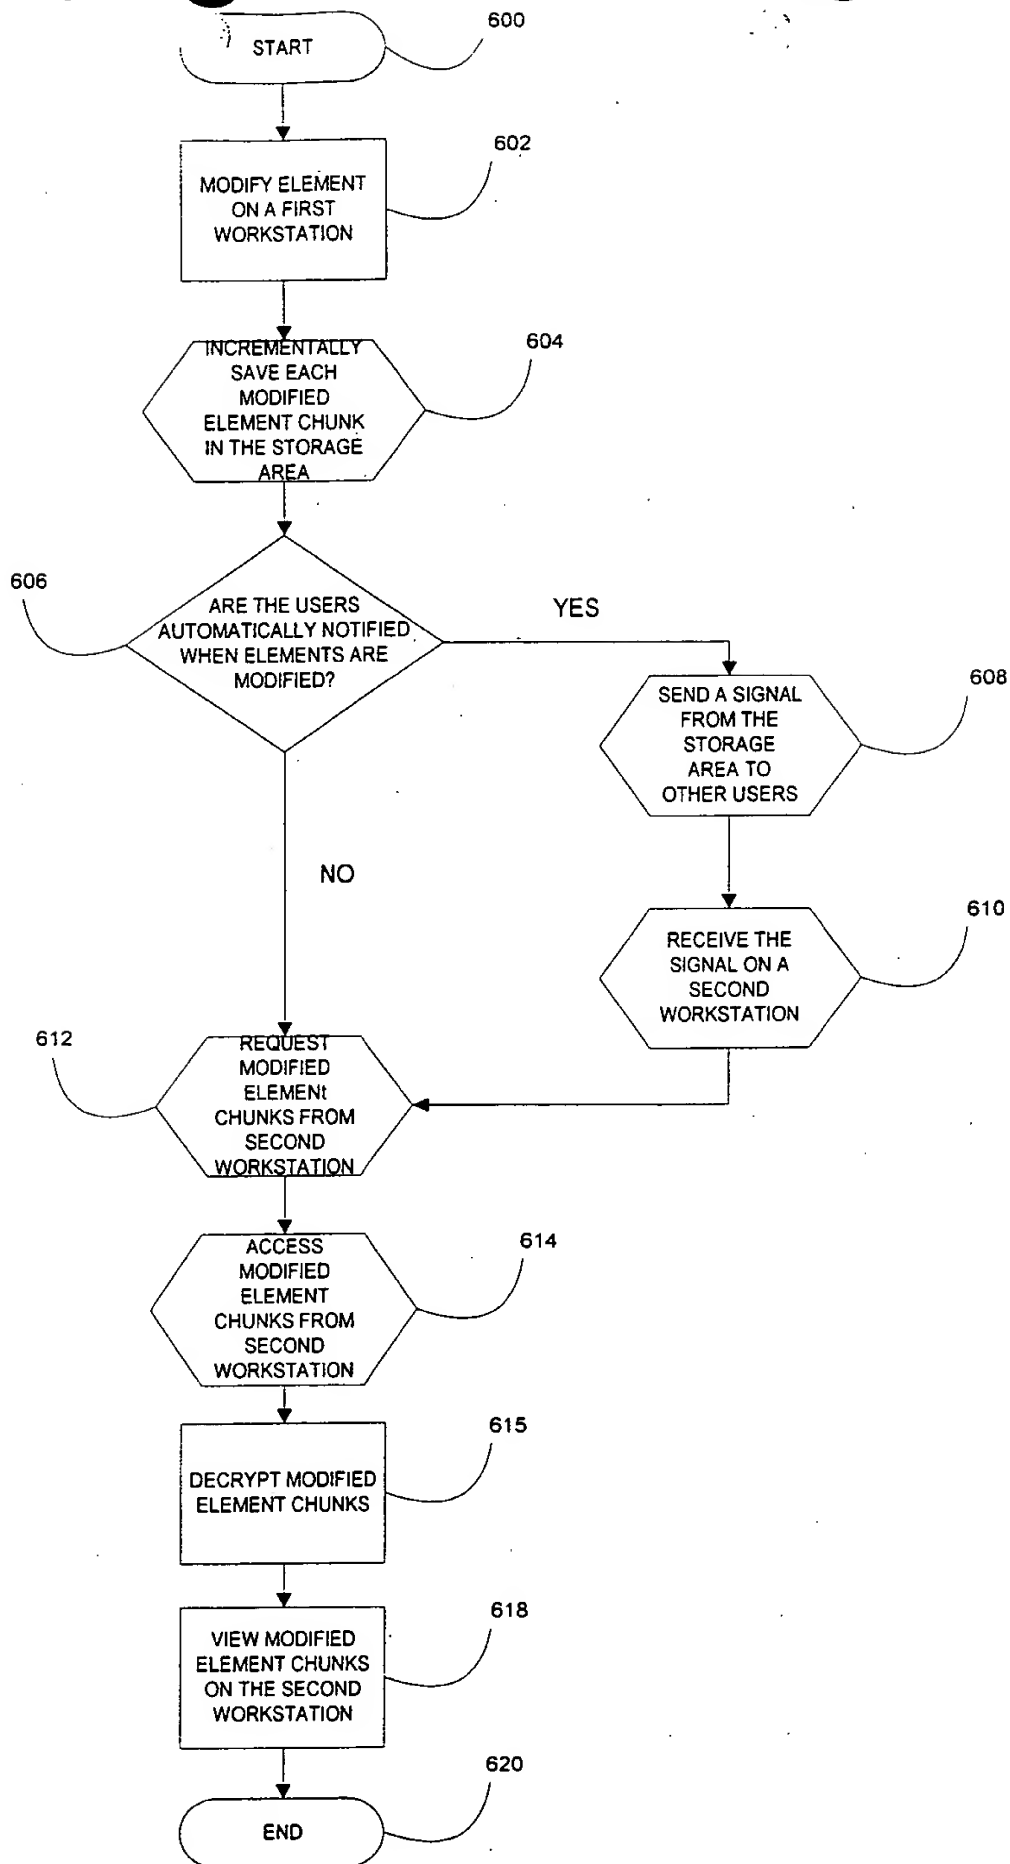 600
START
602
MODIFY ELEMENT
ON A FIRST
WORKSTATION
604
INCREMENTALLY
SAVE EACH
MODIFIED
ELEMENT CHUNK
IN THE STORAGE
AREA
606
ARE THE USERS
AUTOMATICALLY NOTIFIED
WHEN ELEMENTS ARE
MODIFIED?
YES
608
SEND A SIGNAL
FROM THE
STORAGE
AREA TO
OTHER USERS
NO
610
RECEIVE THE
SIGNAL ON A
SECOND
WORKSTATION
612
REQUEST
MODIFIED
ELEMENt
CHUNKS FROM
SECOND
WORKSTATION
614
ACCESS
MODIFIED
ELEMENT
CHUNKS FROM
SECOND
WORKSTATION
615
DECRYPT MODIFIED
ELEMENT CHUNKS
618
VIEW MODIFIED
ELEMENT CHUNKS
ON THE SECOND
WORKSTATION
620
END